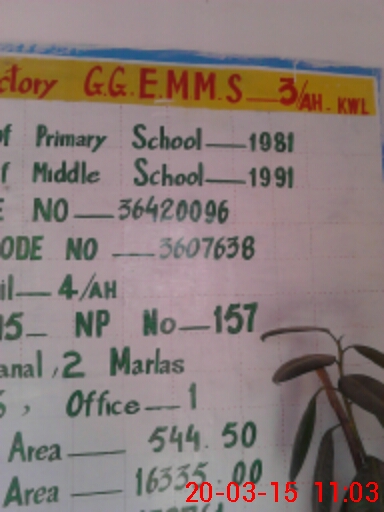 ctory G.G.E.M.M.S — 3/AH. KWL
of Primary School — 1981
f Middle School — 1991
E NO — 36420096
ODE NO — 3607638
il — 4/AH
15 — NP No — 157
anal, 2 Marlas
, Office — 1
Area — 544.50
Area — 16335.00
20-03-15 11:03